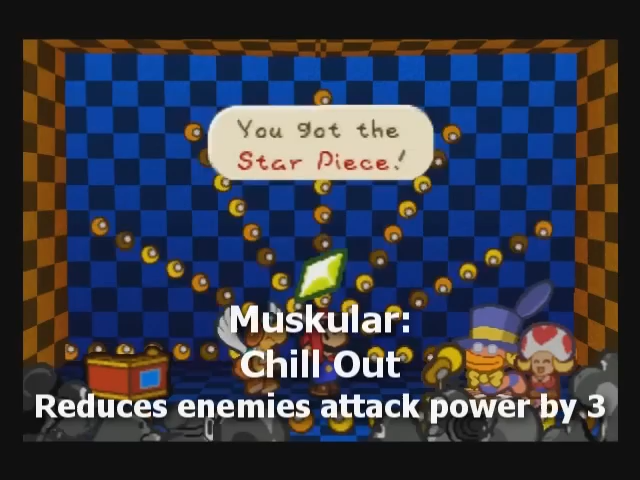 You got the
Star Piece!
Muskular:
Chill Out
Reduces enemies attack power by 3